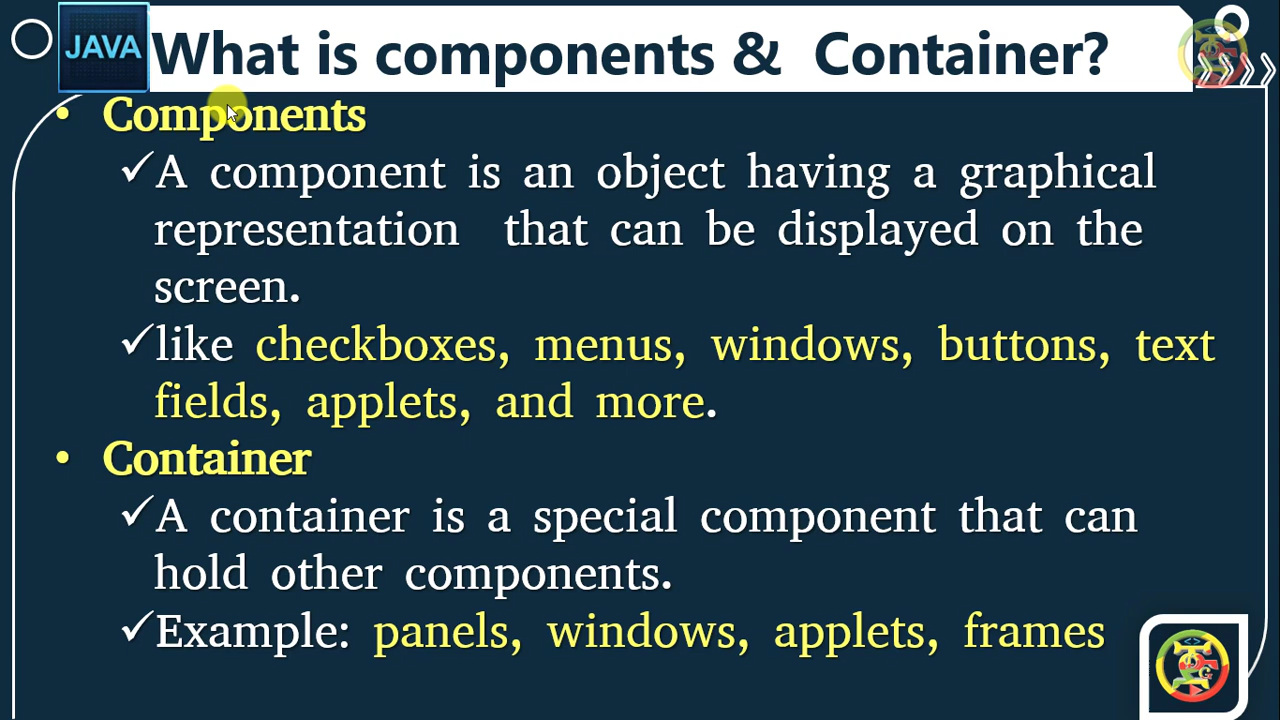 JAVA
What is components & Container?
• Components
✓A component is an object having a graphical
representation that can be displayed on the
screen.
✓like checkboxes, menus, windows, buttons, text
fields, applets, and more.
• Container
✓A container is a special component that can
hold other components.
✓Example: panels, windows, applets, frames